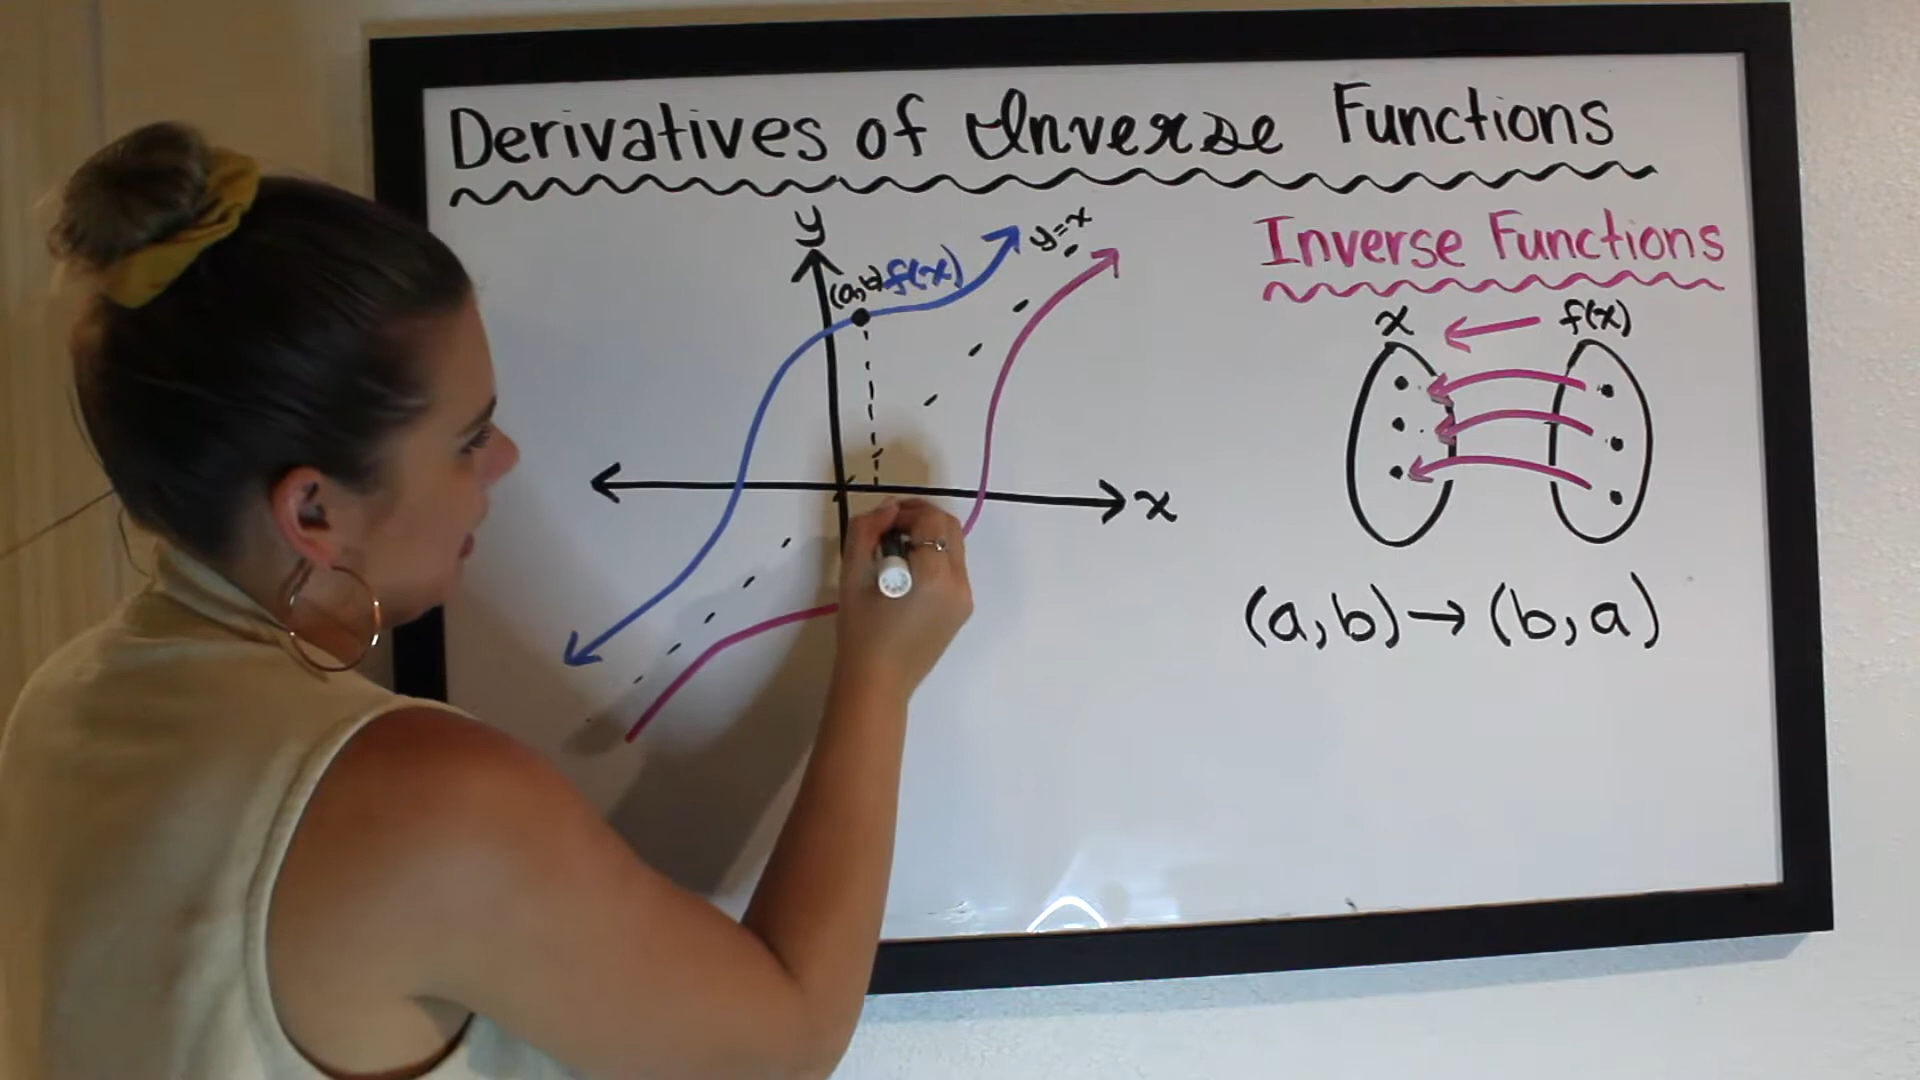 Derivatives of Inverse Functions
y
(a,b) f(x)
y=x
x
Inverse Functions
x ← f(x)
(a,b) → (b,a)